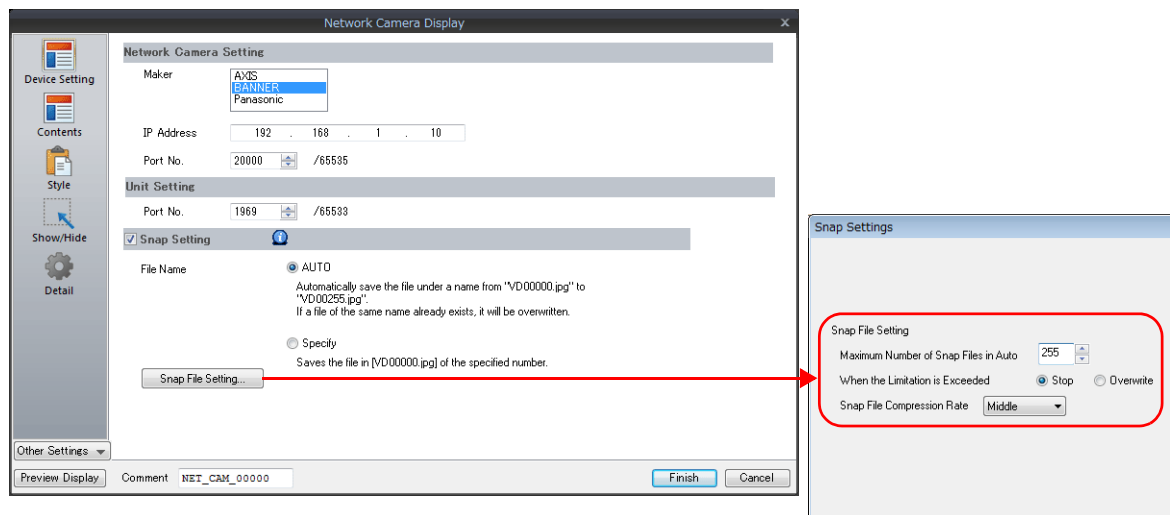 Network Camera Display
x
Device Setting
Contents
Style
Show/Hide
Detail
Other Settings
Preview Display
Network Camera Setting
Maker
AXIS
BANNER
Panasonic
IP Address 192 . 168 . 1 . 10
Port No. 20000 /65535
Unit Setting
Port No. 1969 /65533
Snap Setting
File Name
AUTO
Automatically save the file under a name from "VD00000.jpg" to
"VD00255.jpg".
If a file of the same name already exists, it will be overwritten.
Specify
Saves the file in [VD00000.jpg] of the specified number.
Snap File Setting...
Comment NET_CAM_00000
Finish
Cancel
Snap Settings
Snap File Setting
Maximum Number of Snap Files in Auto 255
When the Limitation is Exceeded Stop Overwrite
Snap File Compression Rate Middle